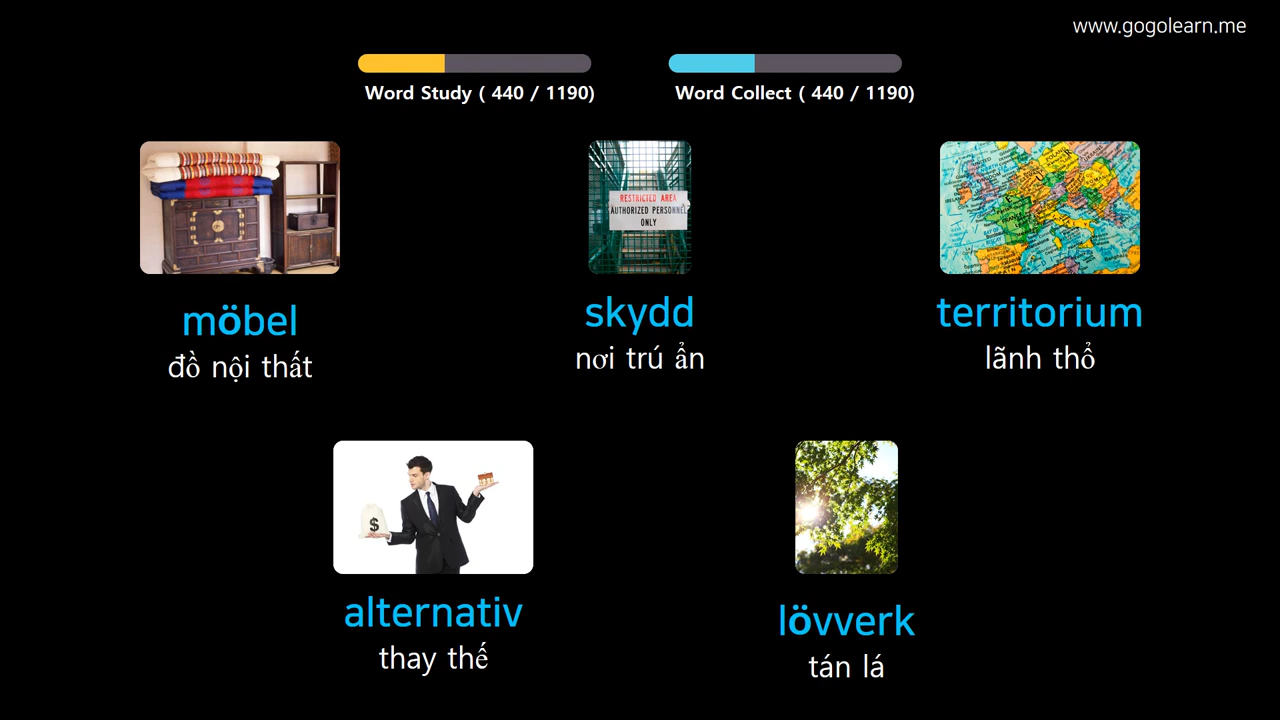 www.gogolearn.me
Word Study ( 440 / 1190)
Word Collect ( 440 / 1190)
RESTRICTED AREA
AUTHORIZED PERSONNEL
ONLY
möbel
đồ nội thất
skydd
nơi trú ẩn
territorium
lãnh thổ
$
alternativ
thay thế
lövverk
tán lá